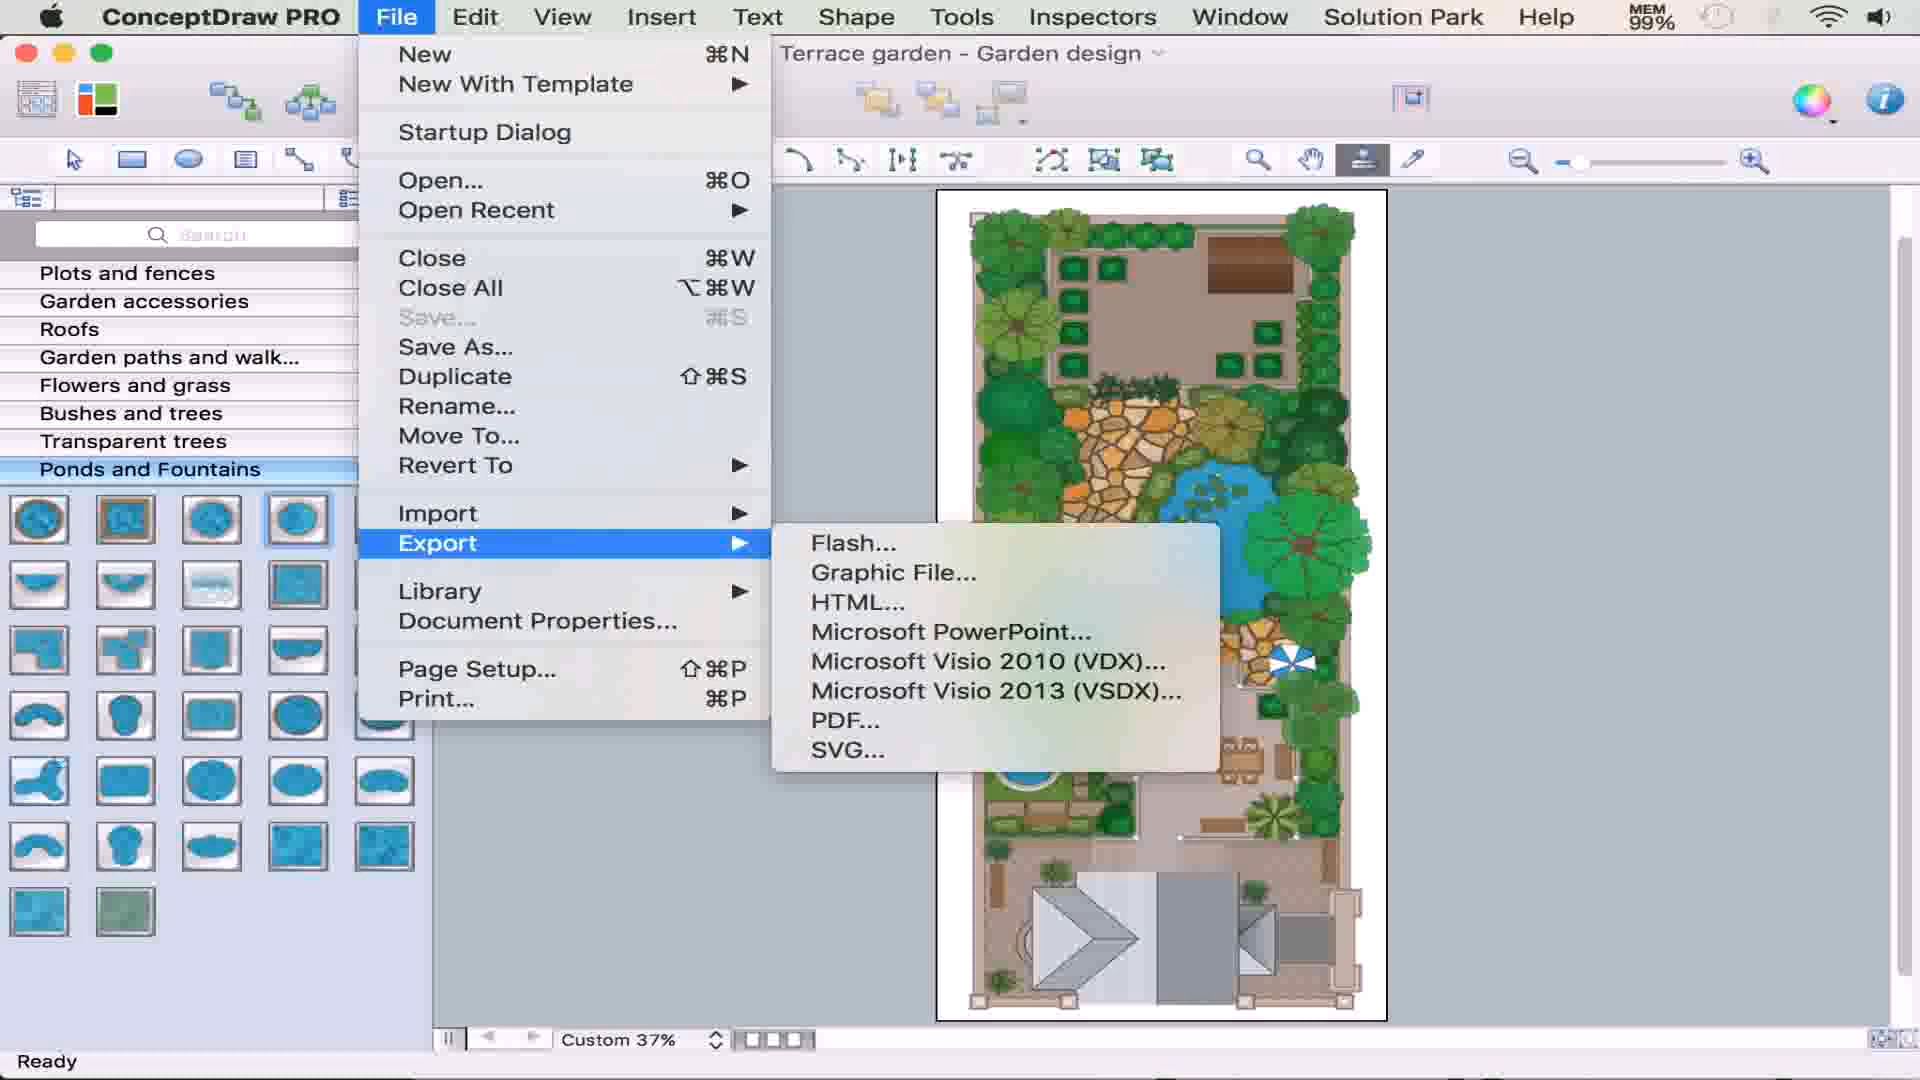 ConceptDraw PRO File Edit View Insert Text Shape Tools Arrange Inspectors Window Solution Park Help MEM 99%
Terrace garden - Garden design
New ⌘N
New With Template ▶
Startup Dialog
Open... ⌘O
Open Recent ▶
Close ⌘W
Close All ⌥⌘W
Save... ⌘S
Save As...
Duplicate ⇧⌘S
Rename...
Move To...
Revert To ▶
Import ▶
Export ▶
Library ▶
Document Properties...
Page Setup... ⇧⌘P
Print... ⌘P
Flash...
Graphic File...
HTML...
Microsoft PowerPoint...
Microsoft Visio 2010 (VDX)...
Microsoft Visio 2013 (VSDX)...
PDF...
SVG...
Search
Plots and fences
Garden accessories
Roofs
Garden paths and walk...
Flowers and grass
Bushes and trees
Transparent trees
Ponds and Fountains
Custom 37%
Ready